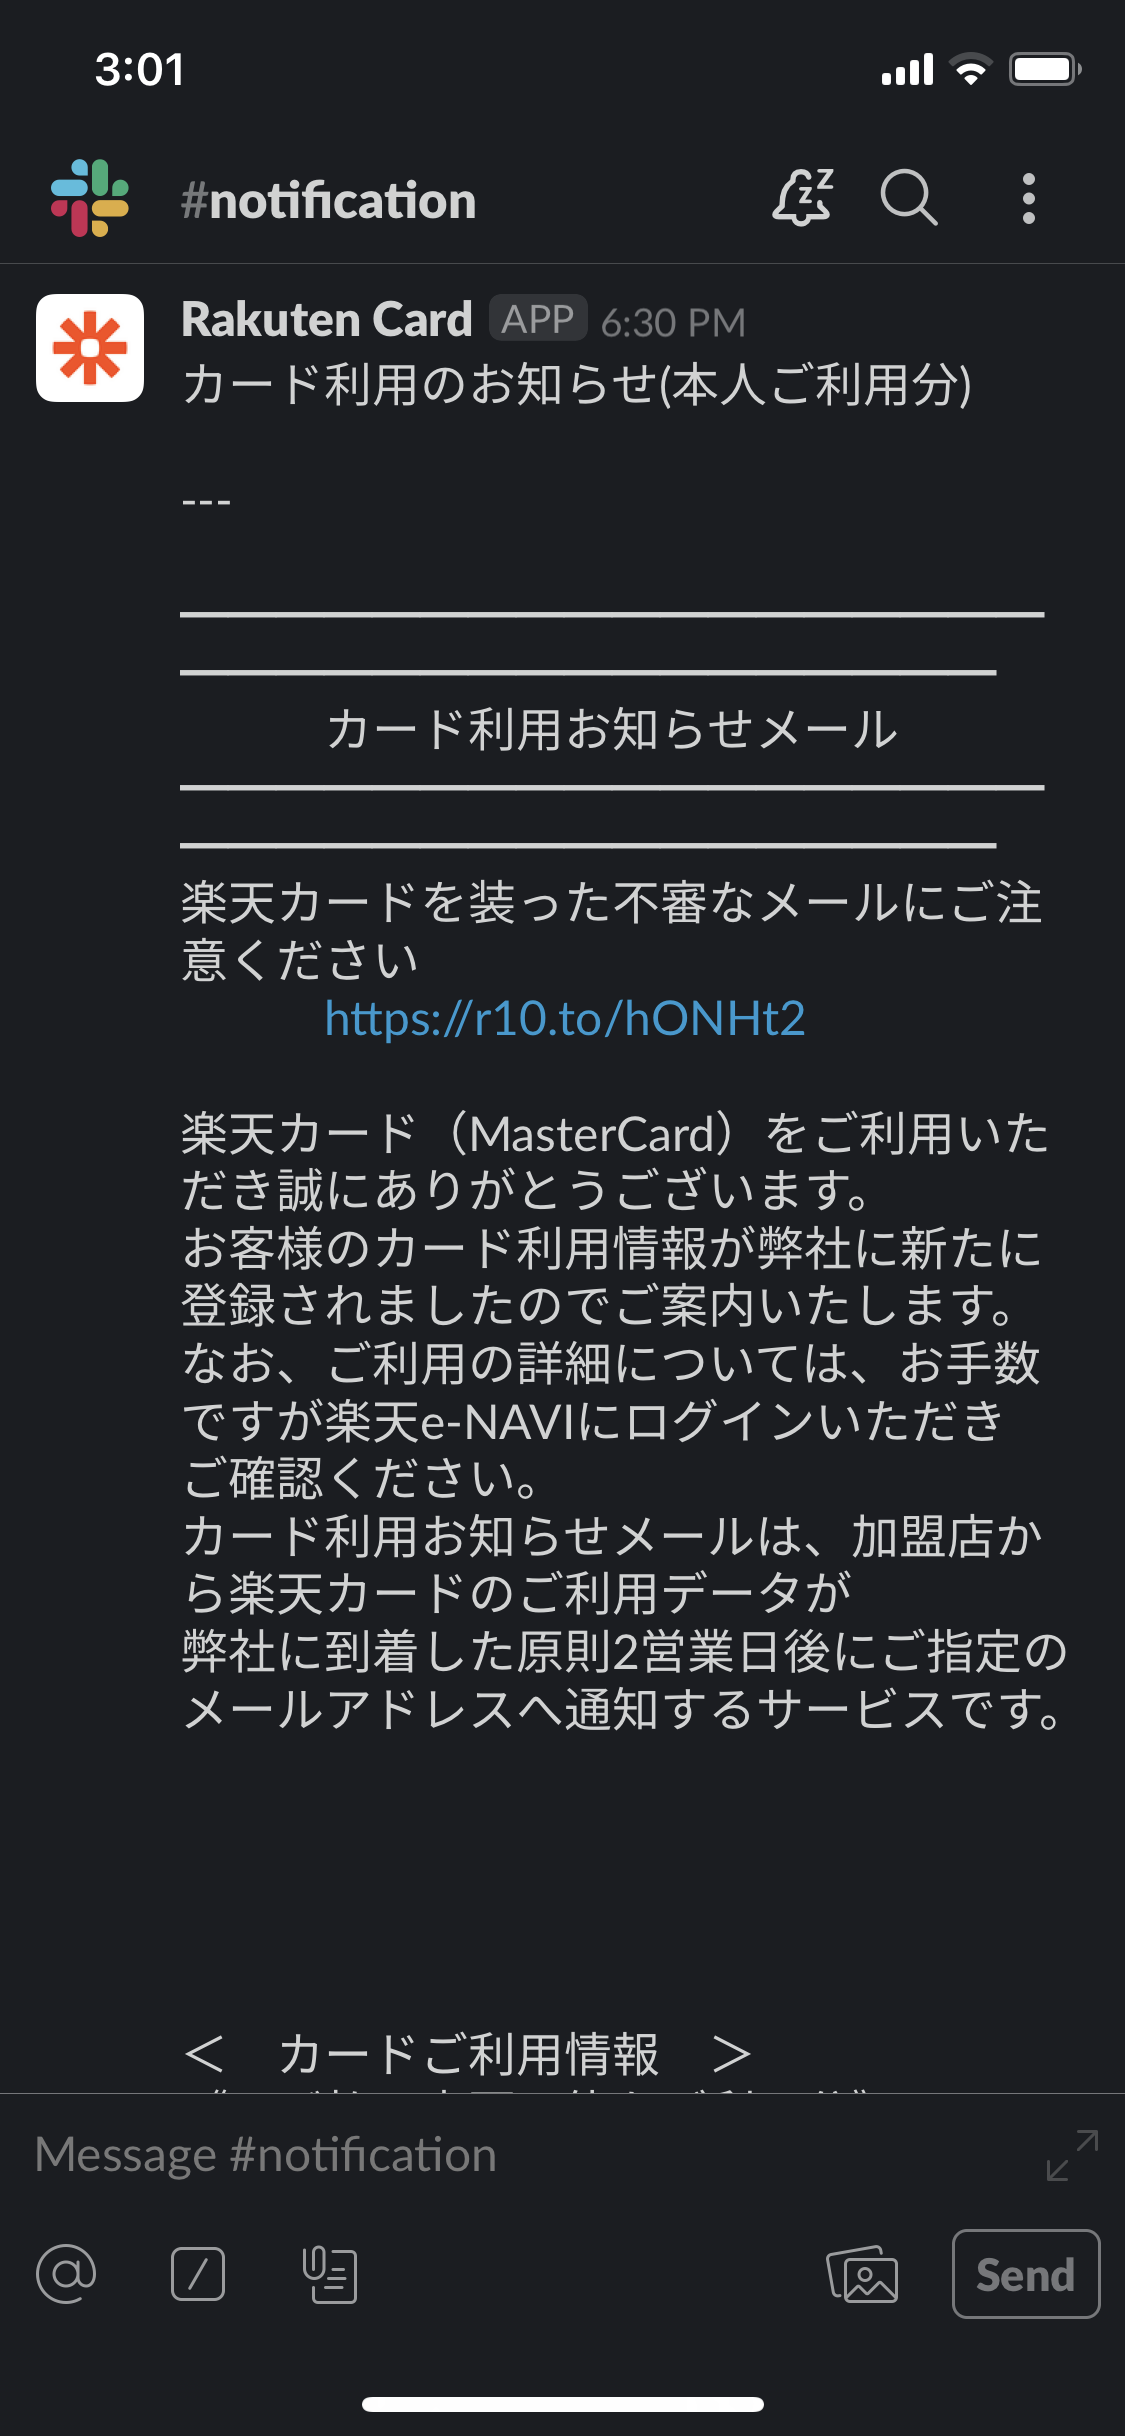 3:01
#notification
Rakuten Card APP 6:30 PM
カード利用のお知らせ(本人ご利用分)
---
━━━━━━━━━━━━━━━━━━
━━━━━━━━━━━━━━━━━
カード利用お知らせメール
━━━━━━━━━━━━━━━━━━
━━━━━━━━━━━━━━━━━
楽天カードを装った不審なメールにご注
意ください
https://r10.to/hONHt2
楽天カード（MasterCard）をご利用いた
だき誠にありがとうございます。
お客様のカード利用情報が弊社に新たに
登録されましたのでご案内いたします。
なお、ご利用の詳細については、お手数
ですが楽天e-NAVIにログインいただき
ご確認ください。
カード利用お知らせメールは、加盟店か
ら楽天カードのご利用データが
弊社に到着した原則2営業日後にご指定の
メールアドレスへ通知するサービスです。
＜　カードご利用情報　＞
Message #notification
Send